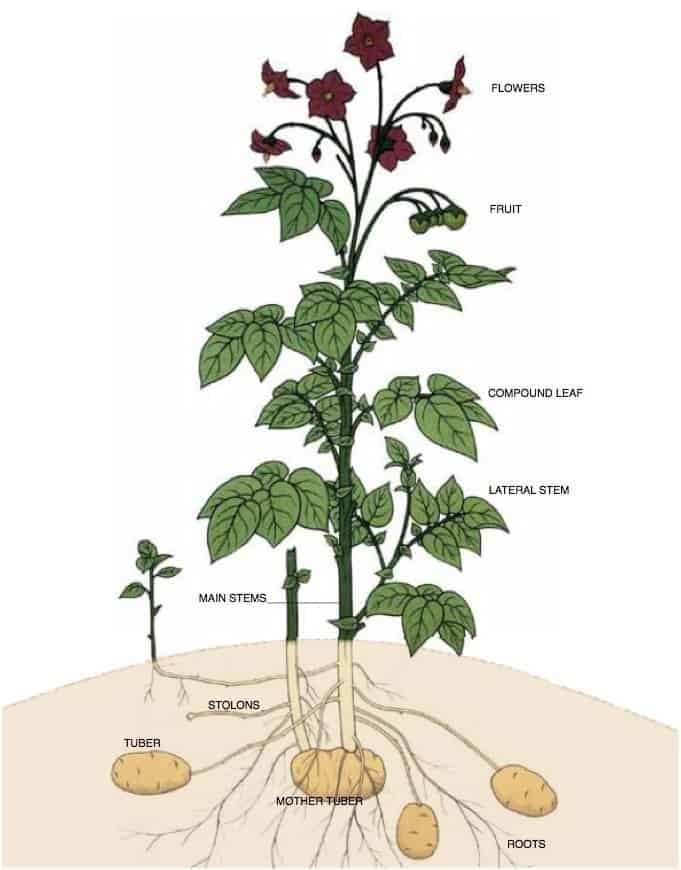 FLOWERS
FRUIT
COMPOUND LEAF
LATERAL STEM
MAIN STEMS
STOLONS
TUBER
MOTHER TUBER
ROOTS